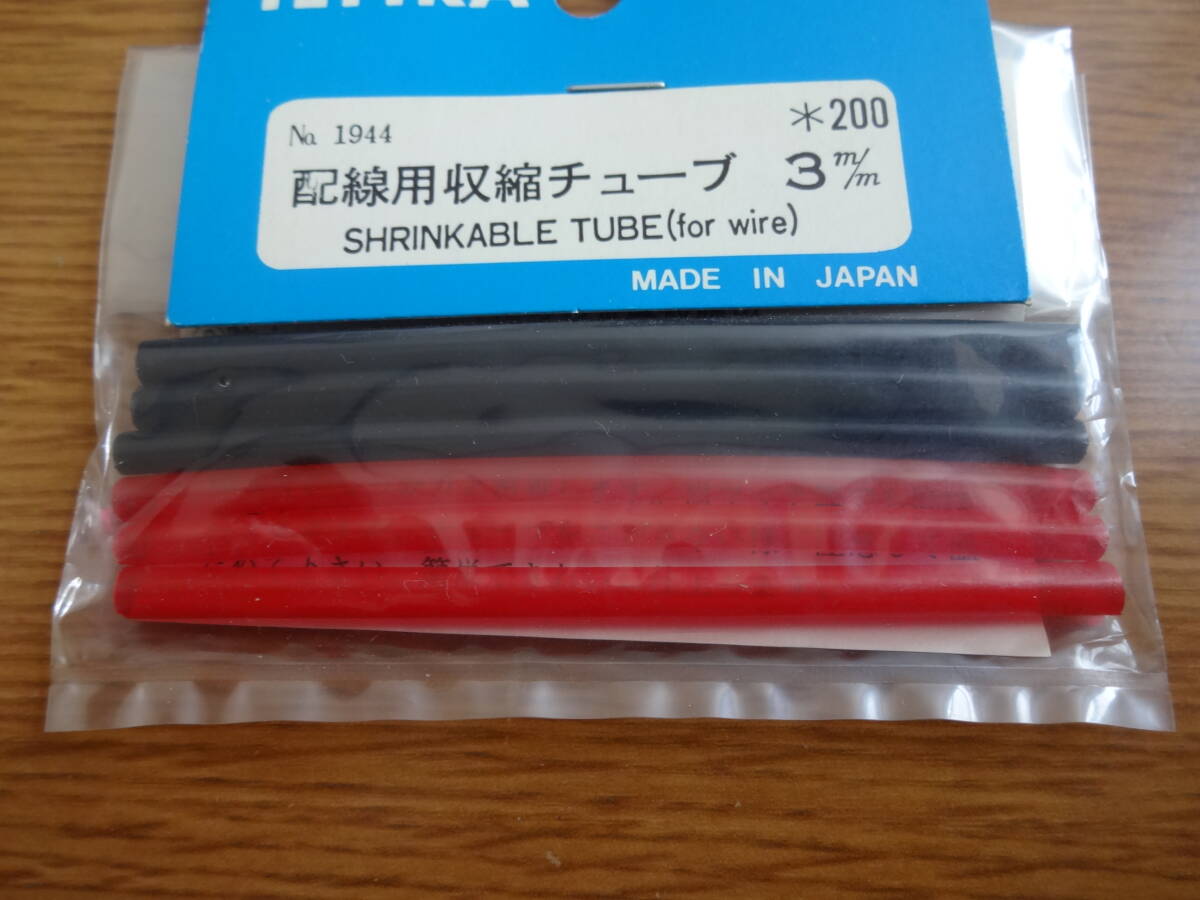 No. 1944
*200
配線用収縮チューブ 3 m/m
SHRINKABLE TUBE(for wire)
MADE IN JAPAN